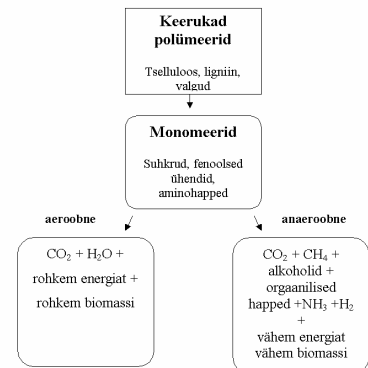 Keerukad
polümeerid
Tselluloos, ligniin,
valgud
Monomeerid
Suhkrud, fenoolsed
ühendid,
aminohapped
aeroobne
anaeroobne
CO₂ + H₂O +
rohkem energiat +
rohkem biomassi
CO₂ + CH₄ +
alkoholid +
orgaanilised
happed +NH₃ +H₂
+
vähem energiat
vähem biomassi